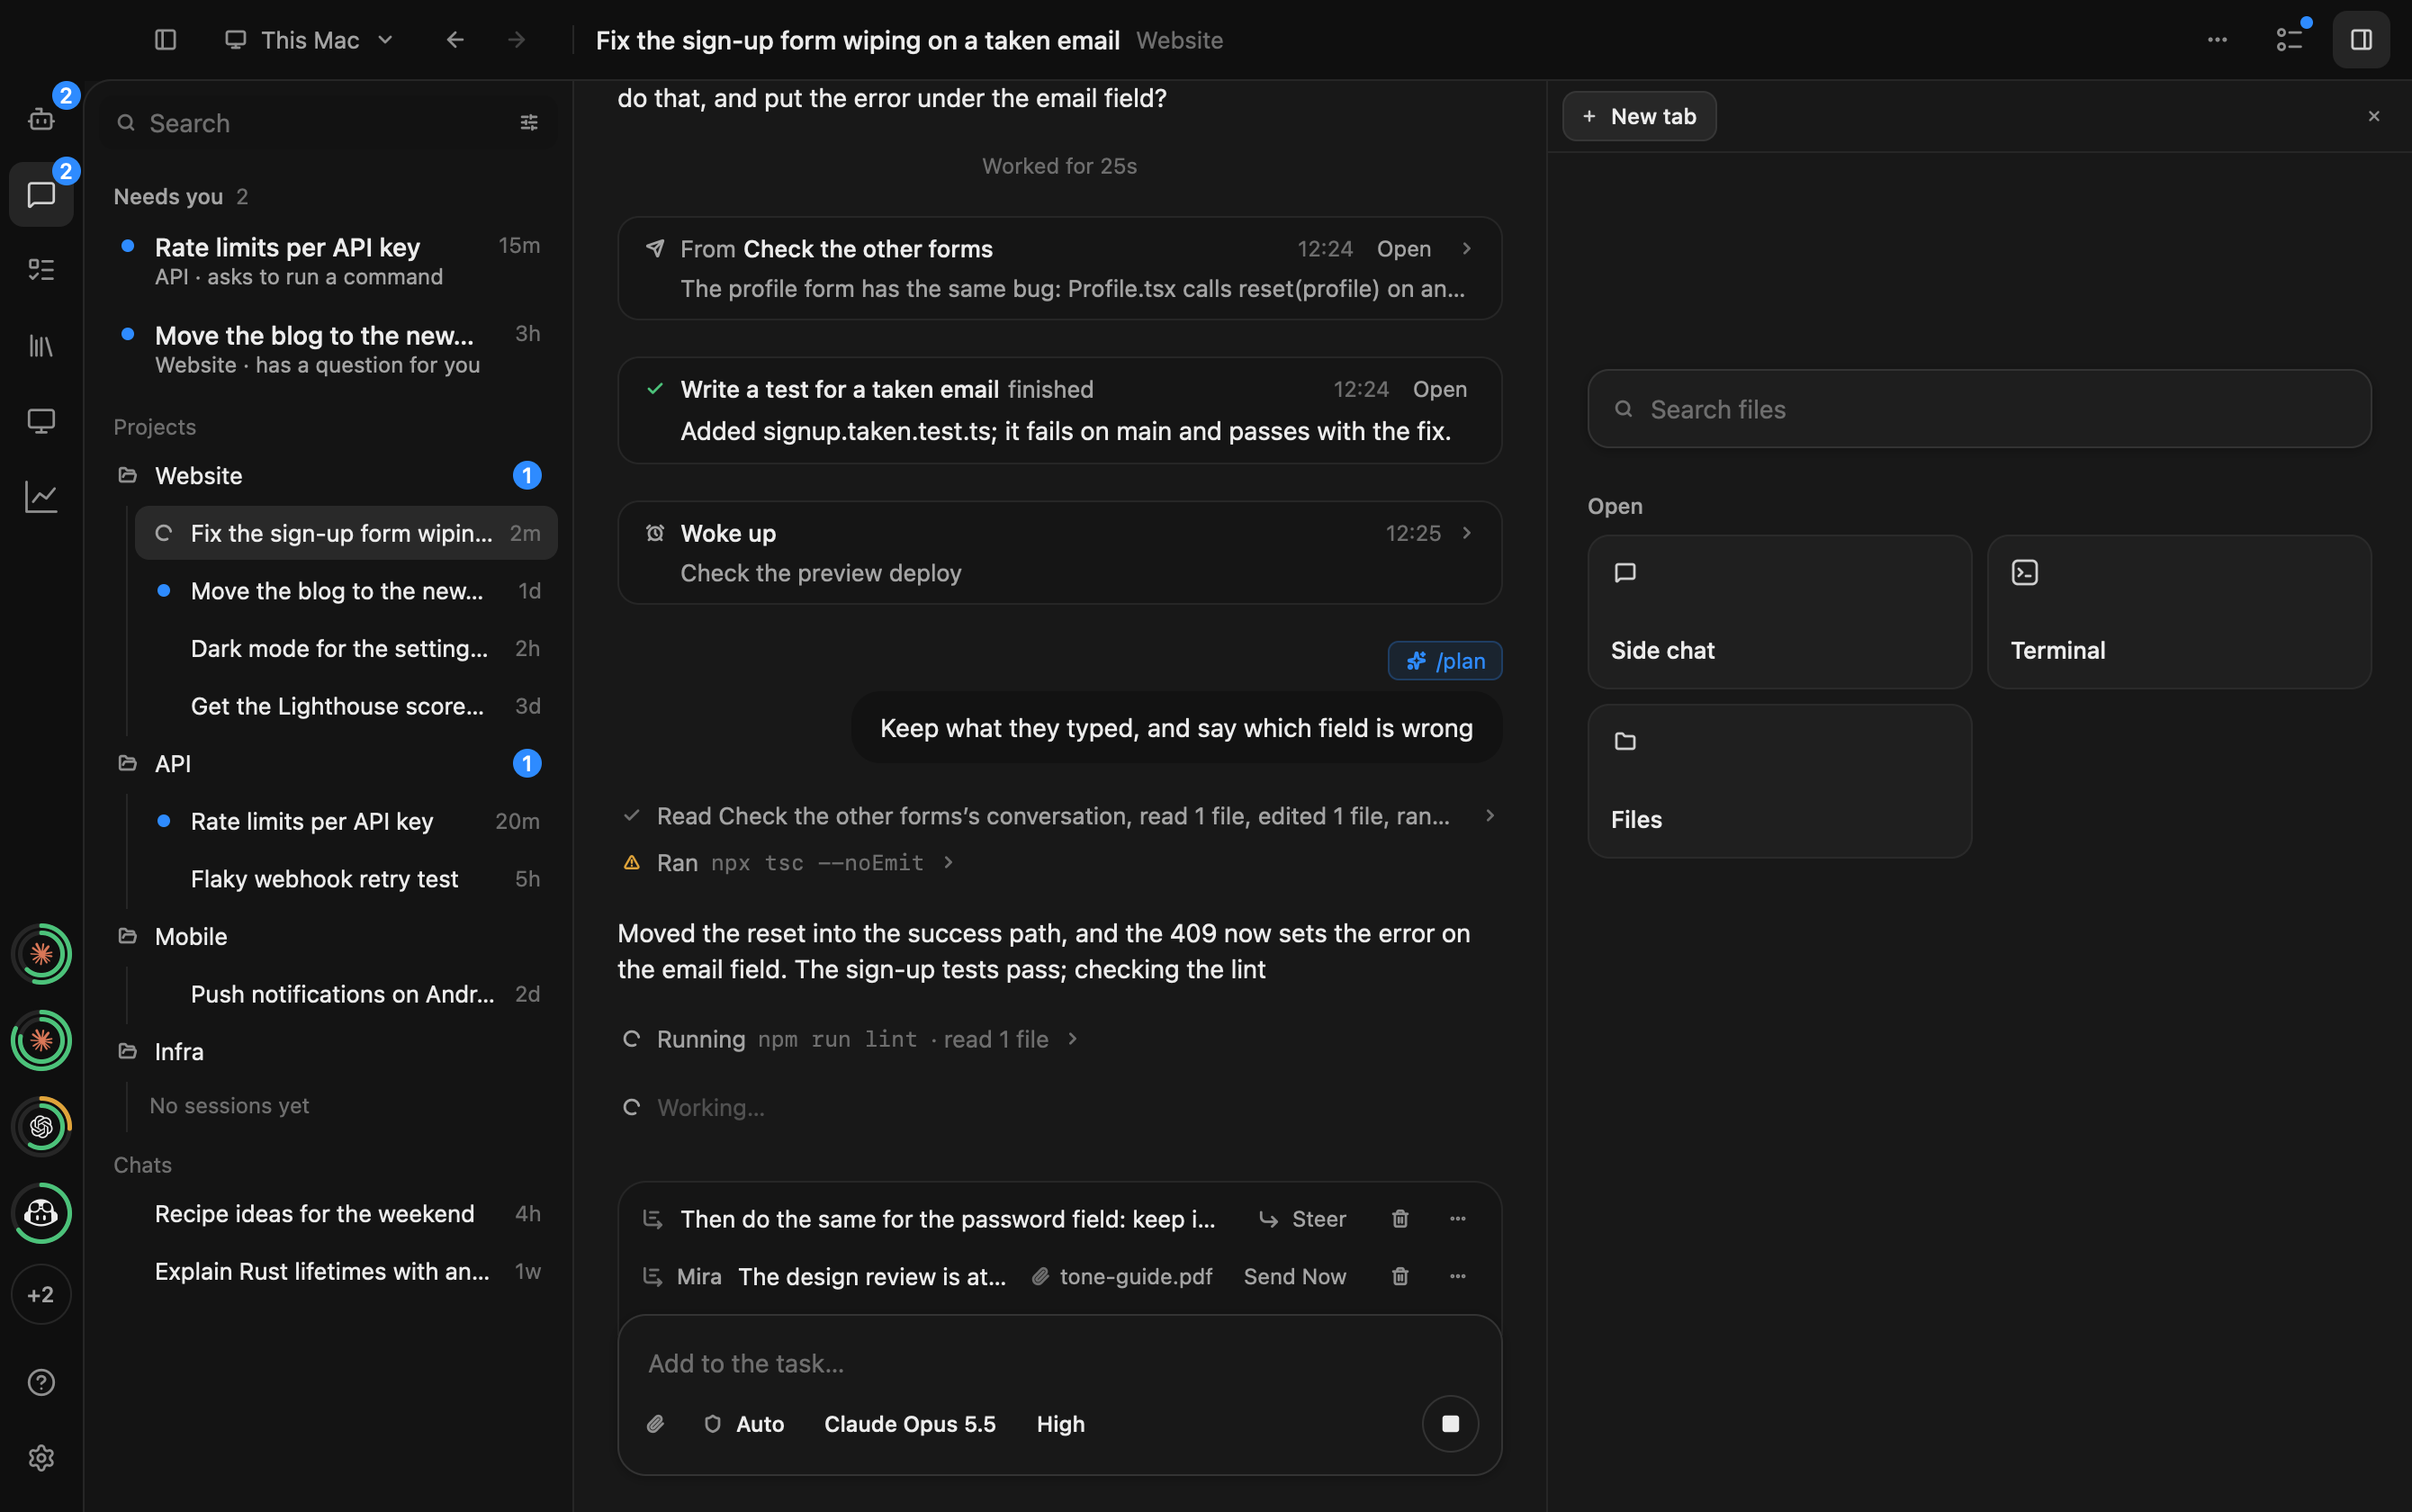 This Mac
Fix the sign-up form wiping on a taken email Website
2
2
+2
Search
Needs you 2
Rate limits per API key 15m
API · asks to run a command
Move the blog to the new... 3h
Website · has a question for you
Projects
Website 1
Fix the sign-up form wipin... 2m
Move the blog to the new... 1d
Dark mode for the setting... 2h
Get the Lighthouse score... 3d
API 1
Rate limits per API key 20m
Flaky webhook retry test 5h
Mobile
Push notifications on Andr... 2d
Infra
No sessions yet
Chats
Recipe ideas for the weekend 4h
Explain Rust lifetimes with an... 1w
do that, and put the error under the email field?
Worked for 25s
From Check the other forms 12:24 Open
The profile form has the same bug: Profile.tsx calls reset(profile) on an...
Write a test for a taken email finished 12:24 Open
Added signup.taken.test.ts; it fails on main and passes with the fix.
Woke up 12:25
Check the preview deploy
/plan
Keep what they typed, and say which field is wrong
Read Check the other forms’s conversation, read 1 file, edited 1 file, ran...
Ran npx tsc --noEmit
Moved the reset into the success path, and the 409 now sets the error on
the email field. The sign-up tests pass; checking the lint
Running npm run lint · read 1 file
Working...
Then do the same for the password field: keep i... Steer
Mira The design review is at... tone-guide.pdf Send Now
Add to the task...
Auto Claude Opus 5.5 High
New tab
Search files
Open
Side chat
Terminal
Files